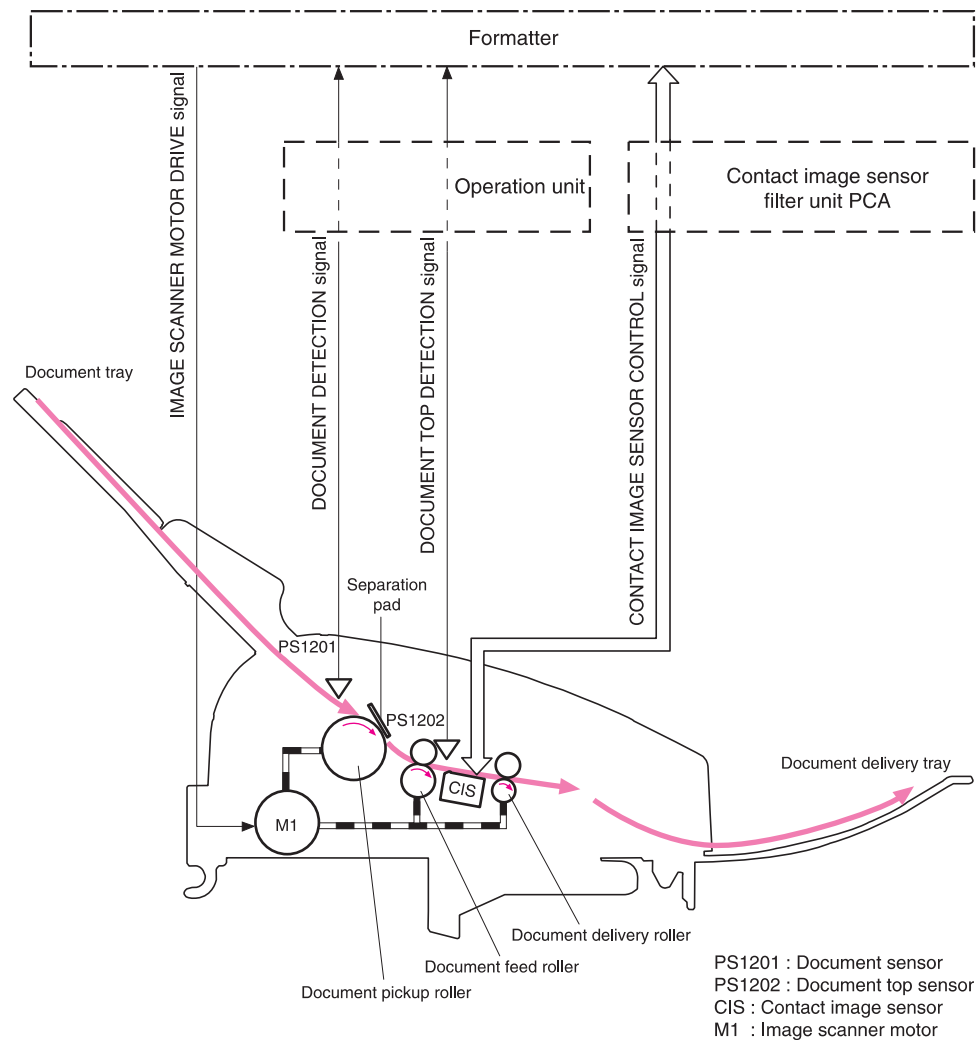 Formatter
Operation unit
Contact image sensor
filter unit PCA
IMAGE SCANNER MOTOR DRIVE signal
DOCUMENT DETECTION signal
DOCUMENT TOP DETECTION signal
CONTACT IMAGE SENSOR CONTROL signal
Document tray
Separation
pad
PS1201
PS1202
CIS
M1
Document delivery tray
Document delivery roller
Document feed roller
Document pickup roller
PS1201 : Document sensor
PS1202 : Document top sensor
CIS : Contact image sensor
M1 : Image scanner motor